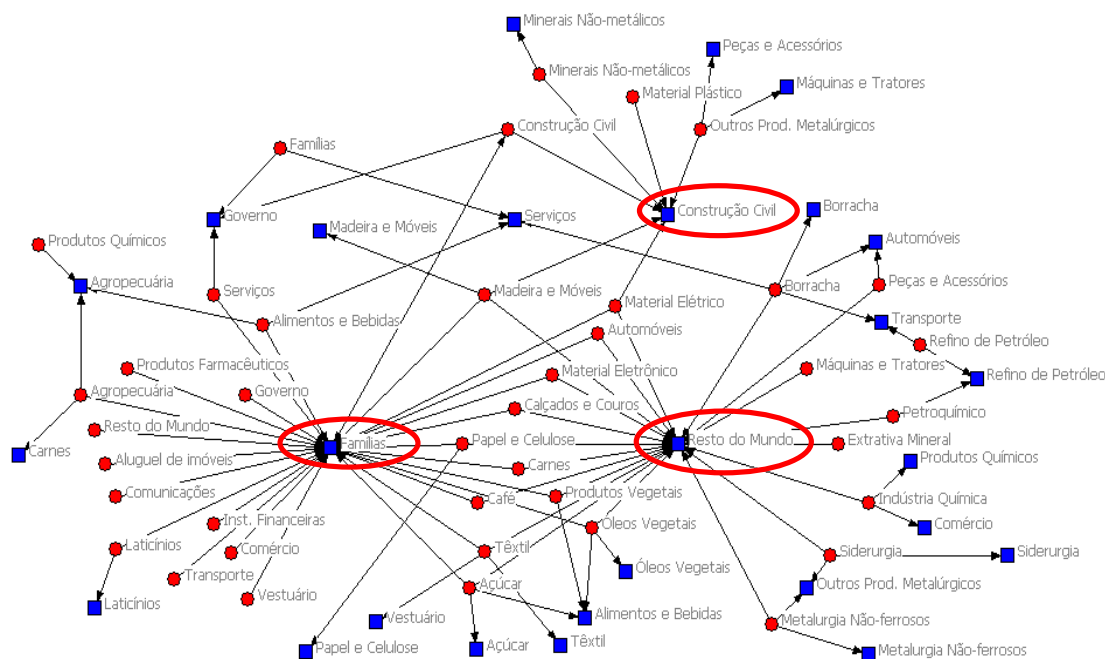 Minerais Não-metálicos
Peças e Acessórios
Minerais Não-metálicos
Máquinas e Tratores
Material Plástico
Construção Civil
Outros Prod. Metalúrgicos
Famílias
Construção Civil
Borracha
Governo
Serviços
Madeira e Móveis
Produtos Químicos
Automóveis
Agropecuária
Serviços
Madeira e Móveis
Borracha
Peças e Acessórios
Material Elétrico
Alimentos e Bebidas
Transporte
Automóveis
Refino de Petróleo
Produtos Farmacêuticos
Material Eletrônico
Máquinas e Tratores
Refino de Petróleo
Agropecuária
Governo
Calçados e Couros
Petroquímico
Resto do Mundo
Famílias
Papel e Celulose
Resto do Mundo
Extrativa Mineral
Carnes
Aluguel de imóveis
Carnes
Produtos Químicos
Comunicações
Café
Produtos Vegetais
Indústria Química
Inst. Financeiras
Óleos Vegetais
Comércio
Laticínios
Comércio
Têxtil
Siderurgia
Siderurgia
Transporte
Óleos Vegetais
Açúcar
Outros Prod. Metalúrgicos
Vestuário
Laticínios
Vestuário
Alimentos e Bebidas
Metalurgia Não-ferrosos
Papel e Celulose
Açúcar
Têxtil
Metalurgia Não-ferrosos